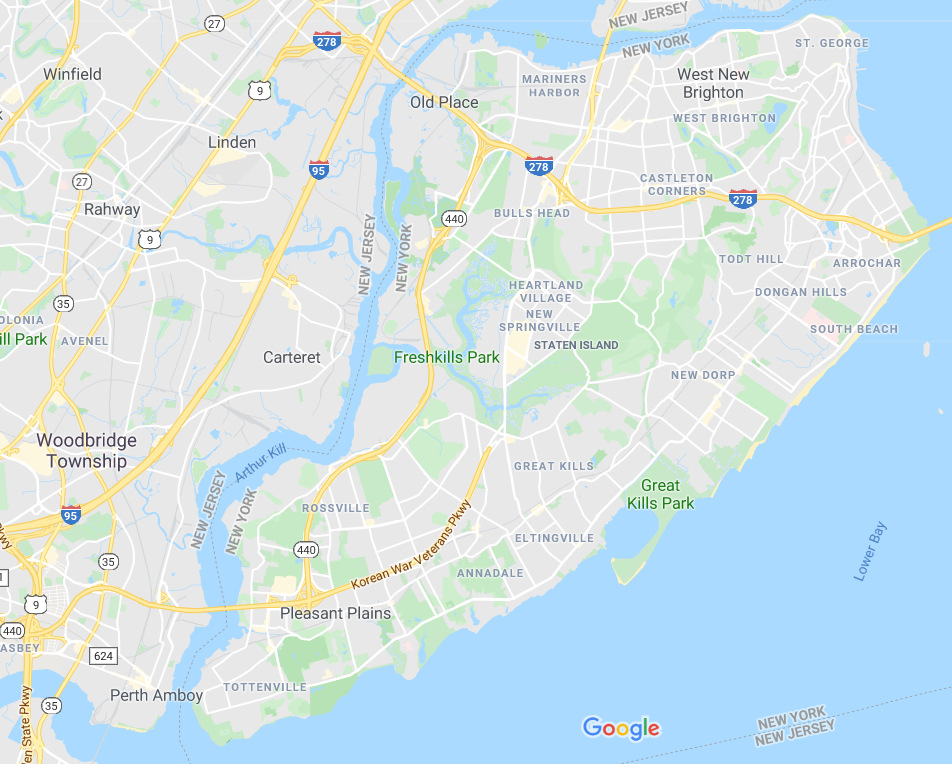 NEW JERSEY
NEW YORK
ST. GEORGE
27
278
Winfield
MARINERS
HARBOR
West New
Brighton
9
Old Place
WEST BRIGHTON
Linden
278
95
27
CASTLETON
CORNERS
278
Rahway
440
BULLS HEAD
9
NEW JERSEY
NEW YORK
TODT HILL
ARROCHAR
HEARTLAND
VILLAGE
DONGAN HILLS
35
OLONIA
NEW
SPRINGVILLE
SOUTH BEACH
ill Park
AVENEL
STATEN ISLAND
Carteret
Freshkills Park
NEW DORP
Woodbridge
Township
Arthur Kill
GREAT KILLS
Great
Kills Park
NEW JERSEY
NEW YORK
ROSSVILLE
95
Pkwy
Korean War Veterans Pkwy
ELTINGVILLE
Lower Bay
440
35
ANNADALE
1
9
Pleasant Plains
440
ASBEY
624
TOTTENVILLE
Perth Amboy
35
en State Pkwy
Google
NEW YORK
NEW JERSEY